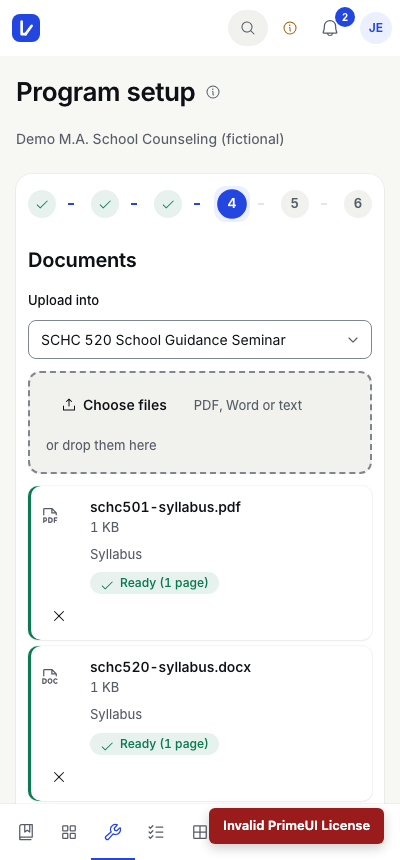 2
JE
Program setup
Demo M.A. School Counseling (fictional)
4
5
6
Documents
Upload into
SCHC 520 School Guidance Seminar
Choose files PDF, Word or text
or drop them here
schc501-syllabus.pdf
PDF
1 KB
Syllabus
Ready (1 page)
schc520-syllabus.docx
DOC
1 KB
Syllabus
Ready (1 page)
Invalid PrimeUI License